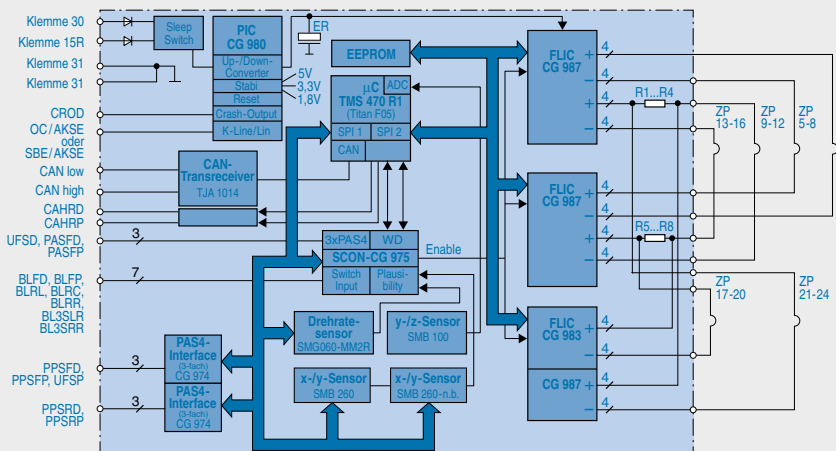 Klemme 30
Klemme 15R
Klemme 31
Klemme 31
CROD
OC/AKSE
oder
SBE/AKSE
CAN low
CAN high
CAHRD
CAHRP
UFSD, PASFD,
PASFP
BLFD, BLFP,
BLRL, BLRC,
BLRR,
BL3SLR
BL3SRR
PPSFD,
PPSFP, UFSP
PPSRD,
PPSRP
3
7
3
3
Sleep
Switch
PIC
CG 980
Up-/Down-
Converter
Stabi
Reset
Crash-Output
K-Line/Lin
5V
3,3V
1,8V
ER
CAN-
Transreceiver
TJA 1014
EEPROM
µC
ADC
TMS 470 R1
(Titan F05)
SPI 1
SPI 2
CAN
3xPAS4
WD
SCON-CG 975
Switch
Input
Plausi-
bility
Enable
Drehrate-
sensor
SMG060-MM2R
y-/z-Sensor
SMB 100
x-/y-Sensor
SMB 260
x-/y-Sensor
SMB 260-n.b.
PAS4-
Interface
(3-fach)
CG 974
PAS4-
Interface
(3-fach)
CG 974
FLIC
CG 987
+
−
+
−
4
4
4
4
FLIC
CG 987
+
−
+
−
4
4
4
4
FLIC
CG 983
+
−
4
4
CG 987
+
−
4
4
R1...R4
R5...R8
ZP
13-16
ZP
9-12
ZP
5-8
ZP
17-20
ZP
21-24